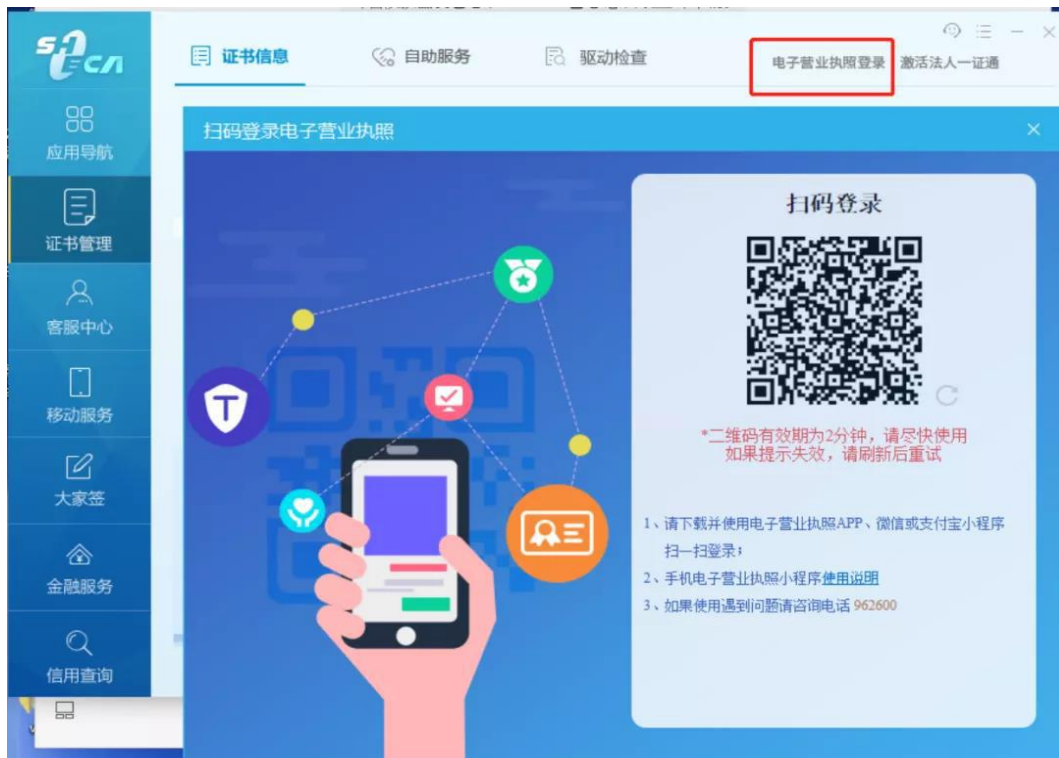 SHECA
证书信息
自助服务
驱动检查
电子营业执照登录
激活法人一证通
应用导航
证书管理
客服中心
移动服务
大家签
金融服务
信用查询
扫码登录电子营业执照
扫码登录
*二维码有效期为2分钟，请尽快使用
如果提示失效，请刷新后重试
1、请下载并使用电子营业执照APP、微信或支付宝小程序
扫一扫登录；
2、手机电子营业执照小程序使用说明
3、如果使用遇到问题请咨询电话 962600
T